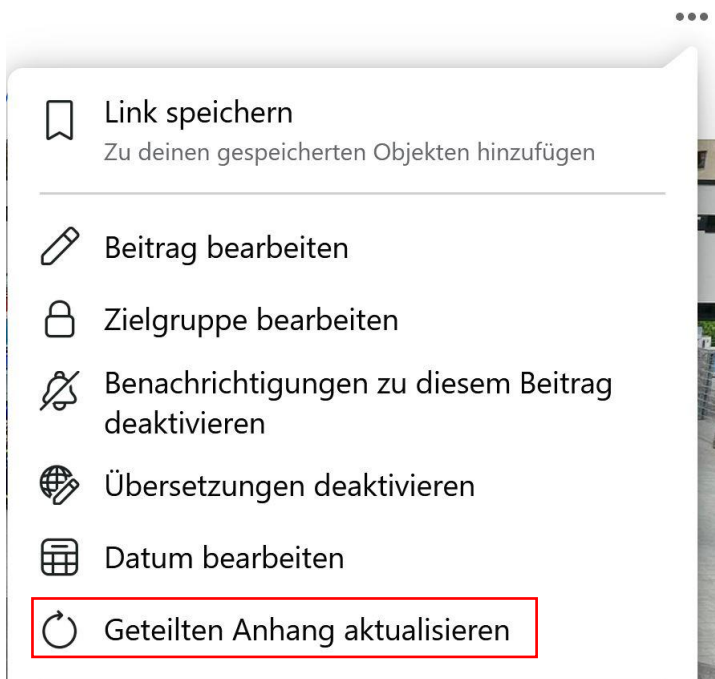 Link speichern
Zu deinen gespeicherten Objekten hinzufügen
Beitrag bearbeiten
Zielgruppe bearbeiten
Benachrichtigungen zu diesem Beitrag
deaktivieren
Übersetzungen deaktivieren
Datum bearbeiten
Geteilten Anhang aktualisieren